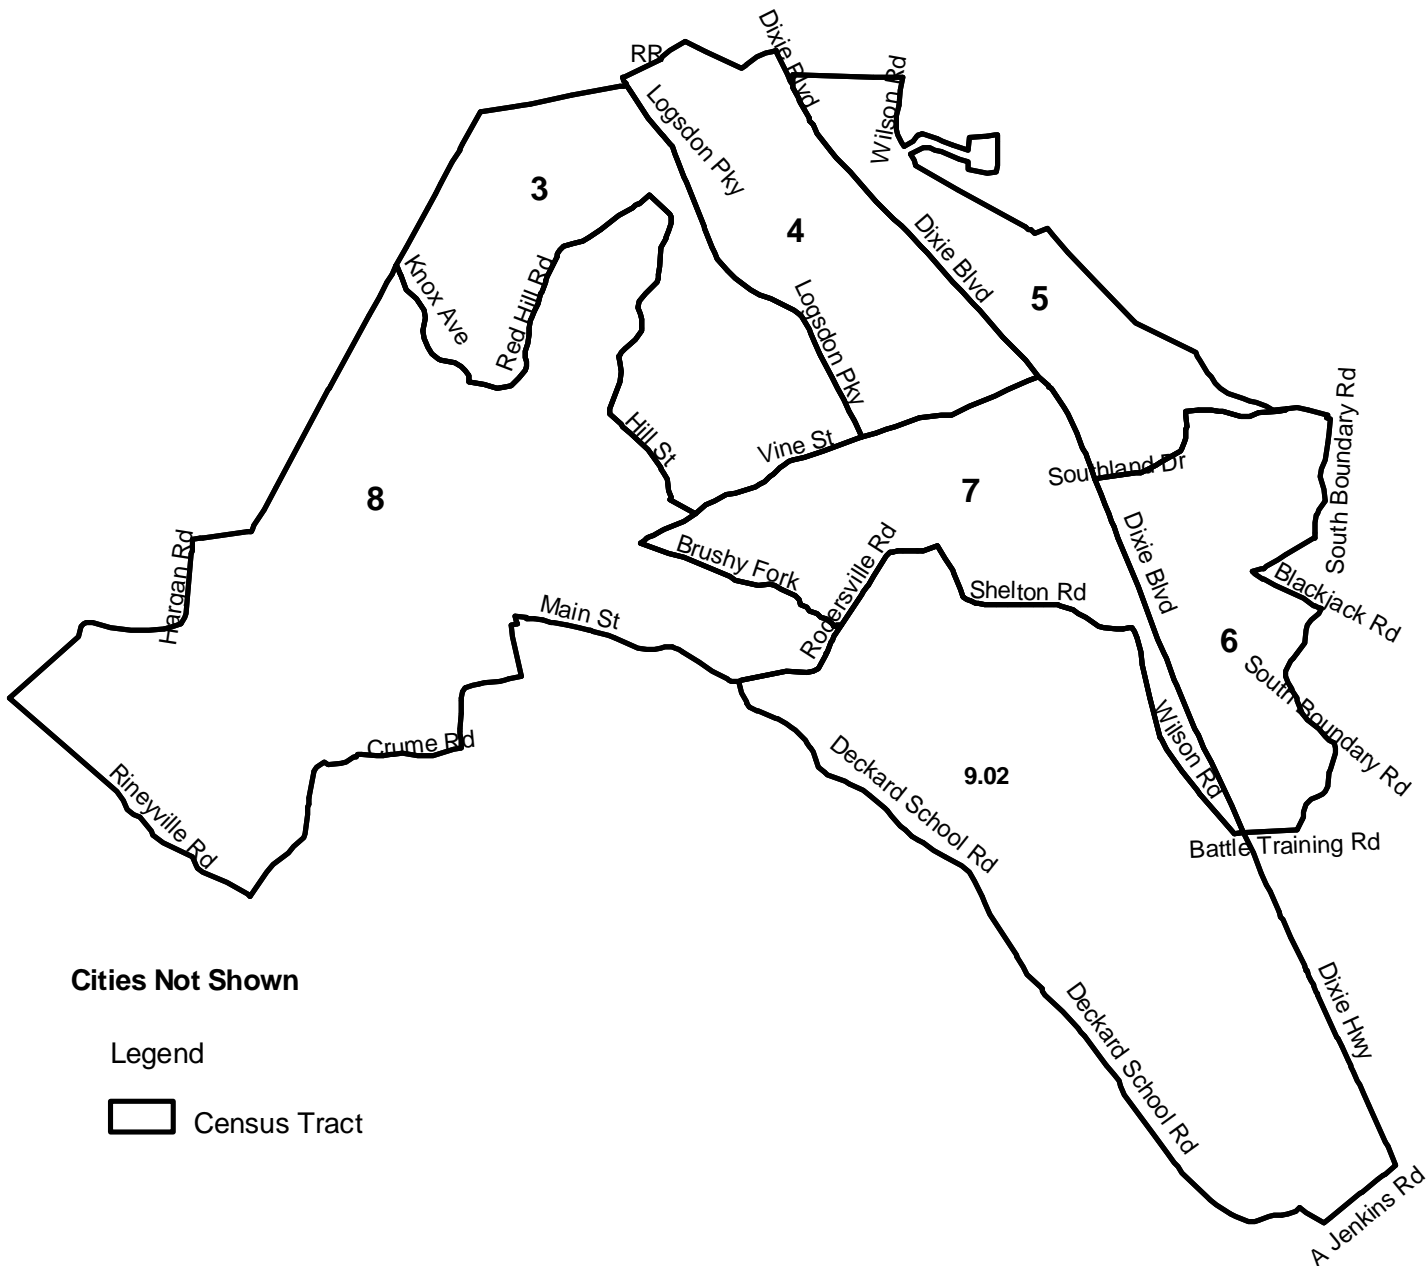 RR
Dixie Blvd
Wilson Rd
Logsdon Pky
3
4
Dixie Blvd
5
Knox Ave
Red Hill Rd
Logsdon Pky
South Boundary Rd
Hill St
Vine St
Southland Dr
8
7
Dixie Blvd
Hargan Rd
Brushy Fork
Rogersville Rd
Shelton Rd
Blackjack Rd
Main St
6
South Boundary Rd
Crume Rd
Wilson Rd
Deckard School Rd
9.02
Rineyville Rd
Battle Training Rd
Cities Not Shown
Dixie Hwy
Deckard School Rd
Legend
Census Tract
A Jenkins Rd